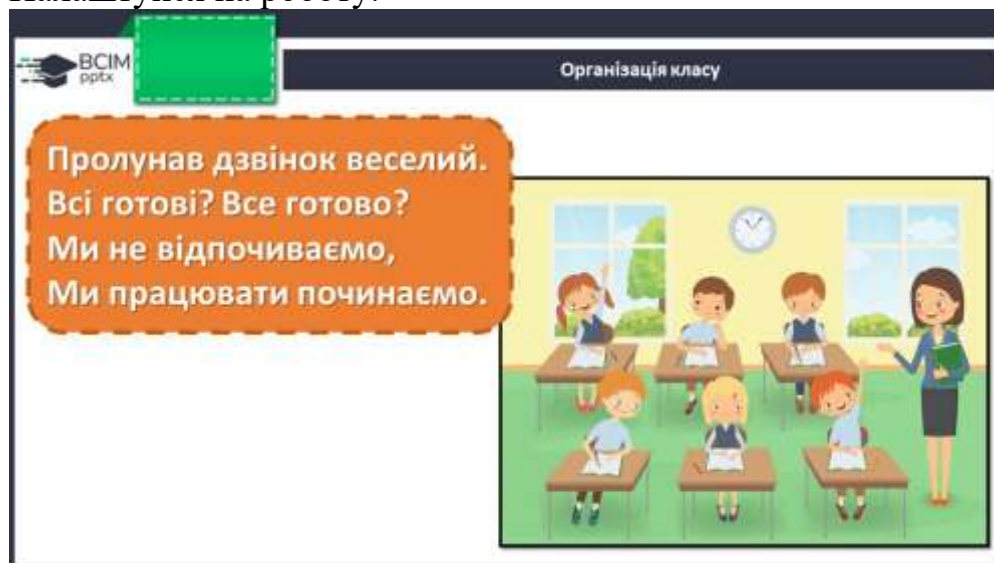 ВСІМ
pptx
Організація класу
Пролунав дзвінок веселий.
Всі готові? Все готово?
Ми не відпочиваємо,
Ми працювати починаємо.